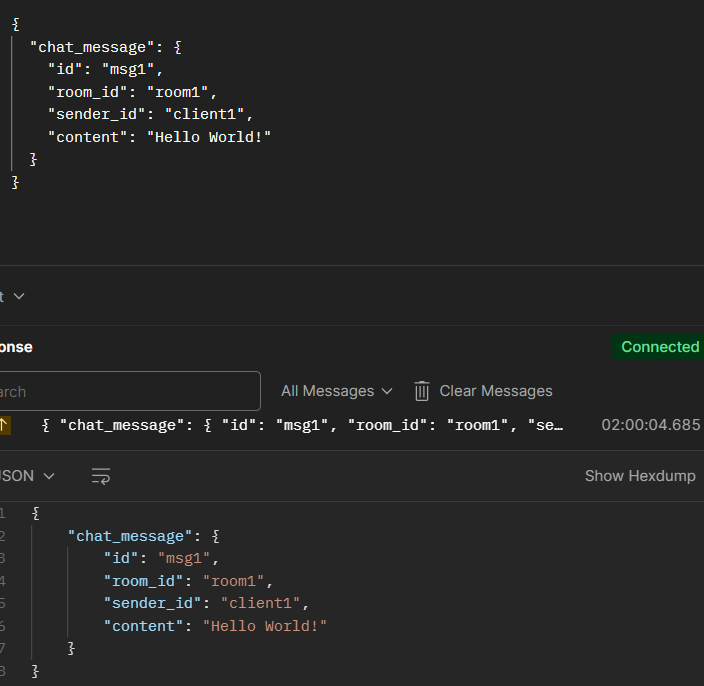 {
"chat_message": {
"id": "msg1",
"room_id": "room1",
"sender_id": "client1",
"content": "Hello World!"
}
}
t
onse
Connected
arch
All Messages
Clear Messages
{ "chat_message": { "id": "msg1", "room_id": "room1", "se…
02:00:04.685
JSON
Show Hexdump
1 {
2 "chat_message": {
3 "id": "msg1",
4 "room_id": "room1",
5 "sender_id": "client1",
6 "content": "Hello World!"
7 }
8 }